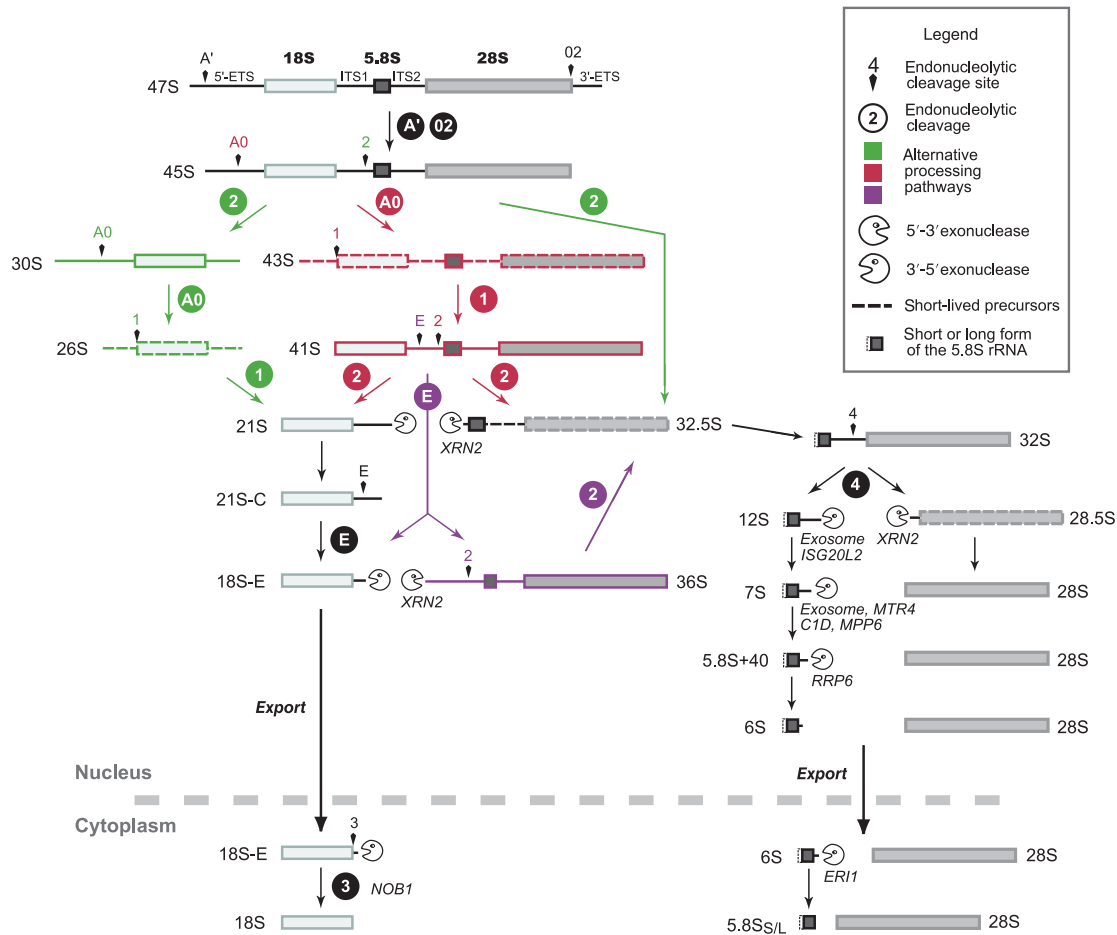 18S
5.8S
28S
A'
5'-ETS
ITS1
ITS2
02
3'-ETS
47S
A'
02
A0
2
45S
2
A0
2
A0
1
30S
43S
A0
1
1
E
2
26S
41S
1
2
E
2
21S
XRN2
32.5S
4
32S
E
21S-C
2
4
12S
Exosome
ISG20L2
XRN2
28.5S
E
2
18S-E
XRN2
36S
7S
Exosome, MTR4
C1D, MPP6
28S
5.8S+40
RRP6
28S
Export
6S
28S
Nucleus
Export
Cytoplasm
3
18S-E
6S
ERI1
28S
3
NOB1
18S
5.8SS/L
28S
Legend
4
Endonucleolytic
cleavage site
2
Endonucleolytic
cleavage
Alternative
processing
pathways
5'-3'exonuclease
3'-5'exonuclease
Short-lived precursors
Short or long form
of the 5.8S rRNA